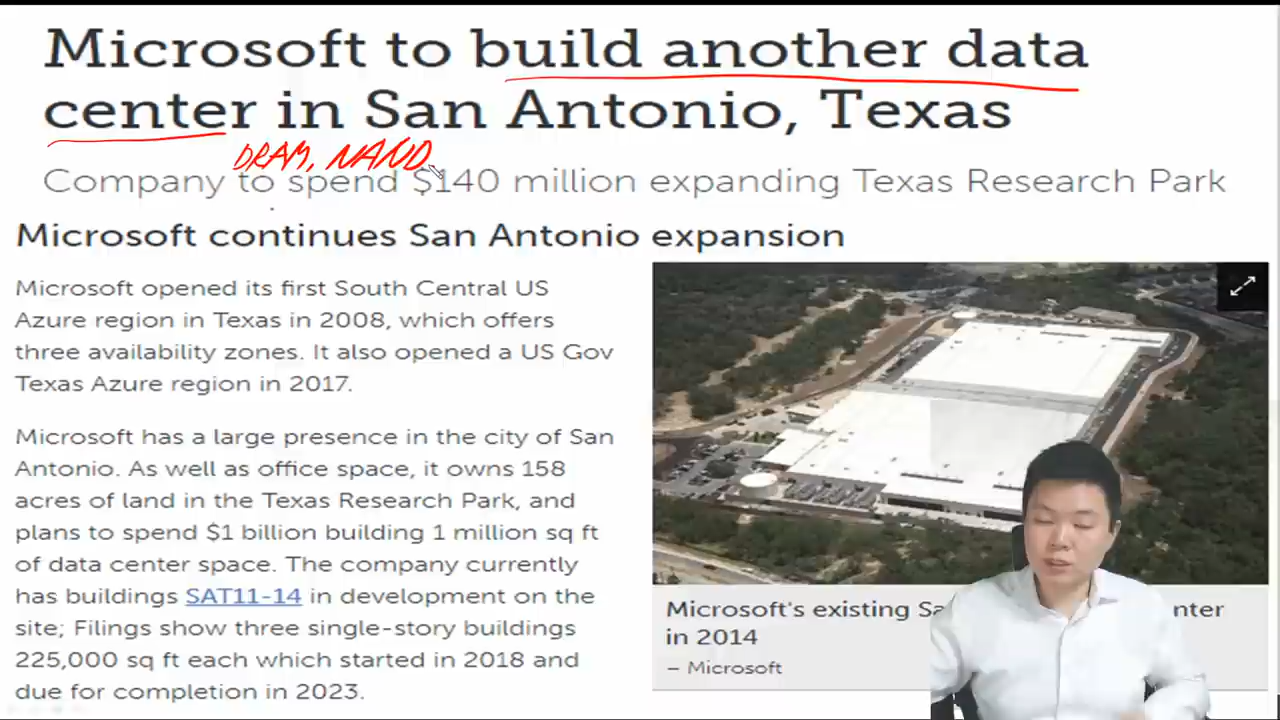 Microsoft to build another data
center in San Antonio, Texas
DRAM, NAND
Company to spend $140 million expanding Texas Research Park
Microsoft continues San Antonio expansion
Microsoft opened its first South Central US
Azure region in Texas in 2008, which offers
three availability zones. It also opened a US Gov
Texas Azure region in 2017.
Microsoft has a large presence in the city of San
Antonio. As well as office space, it owns 158
acres of land in the Texas Research Park, and
plans to spend $1 billion building 1 million sq ft
of data center space. The company currently
has buildings SAT11-14 in development on the
site; Filings show three single-story buildings
225,000 sq ft each which started in 2018 and
due for completion in 2023.
Microsoft's existing Sa nter
in 2014
– Microsoft